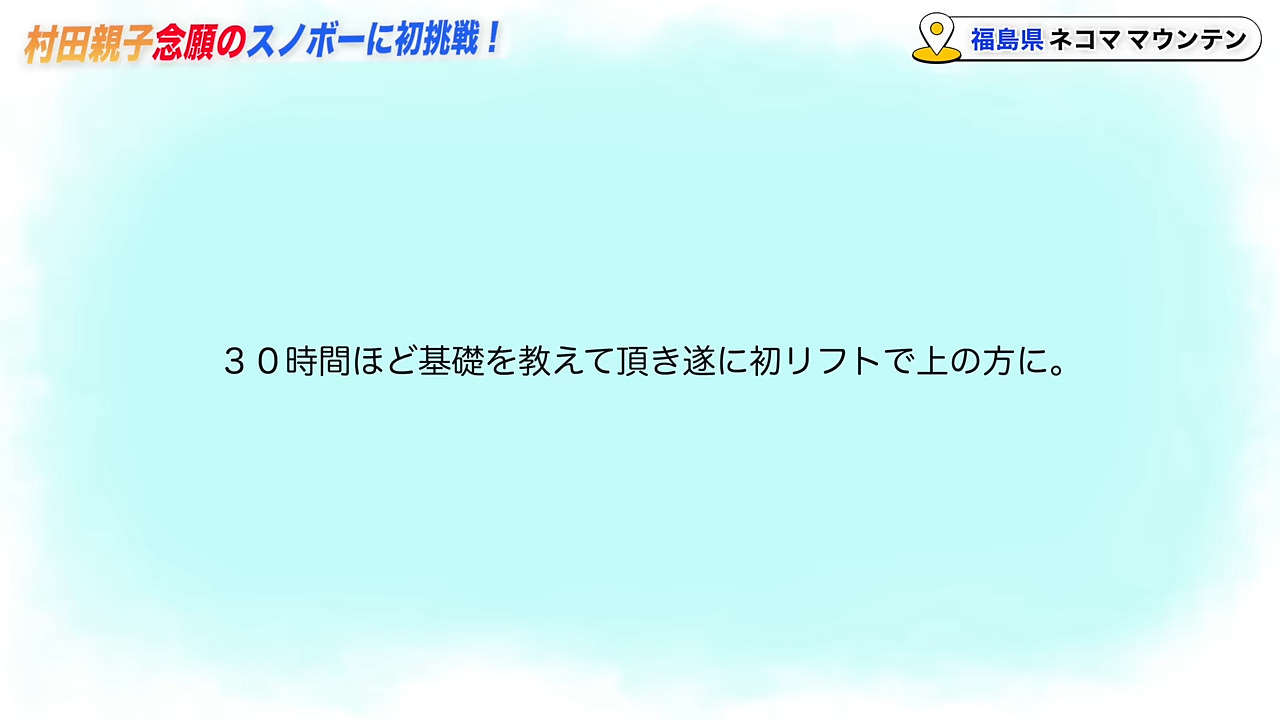 村田親子念願のスノボーに初挑戦！
福島県 ネコマ マウンテン
３０時間ほど基礎を教えて頂き遂に初リフトで上の方に。